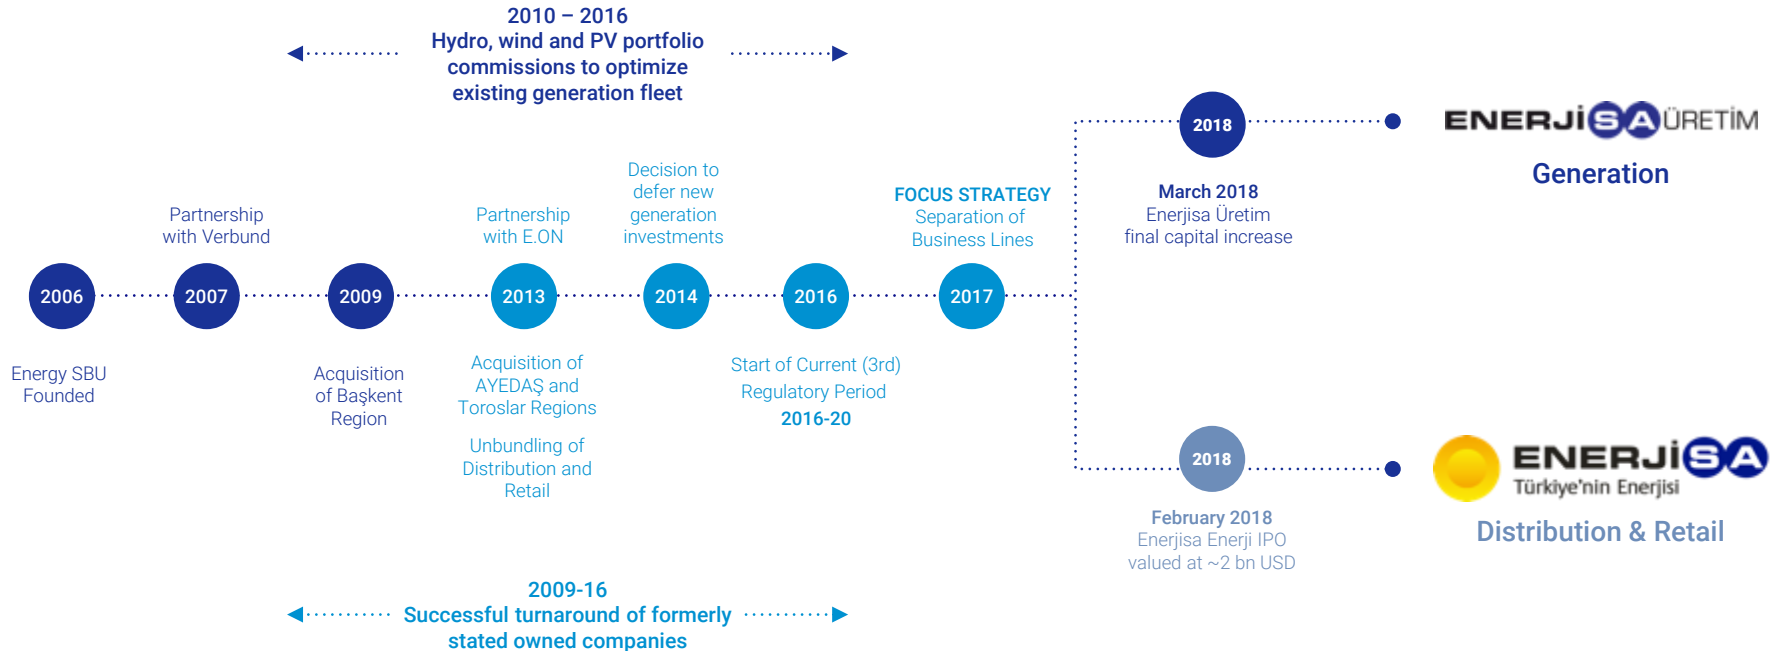 2010 – 2016
Hydro, wind and PV portfolio
commissions to optimize
existing generation fleet
Partnership
with Verbund
Partnership
with E.ON
Decision to
defer new
generation
investments
FOCUS STRATEGY
Separation of
Business Lines
2006
2007
2009
2013
2014
2016
2017
Energy SBU
Founded
Acquisition
of Başkent
Region
Acquisition of
AYEDAŞ and
Toroslar Regions
Unbundling of
Distribution and
Retail
Start of Current (3rd)
Regulatory Period
2016-20
2009-16
Successful turnaround of formerly
stated owned companies
2018
March 2018
Enerjisa Üretim
final capital increase
ENERJİSA ÜRETİM
Generation
2018
February 2018
Enerjisa Enerji IPO
valued at ~2 bn USD
ENERJİSA
Türkiye'nin Enerjisi
Distribution & Retail